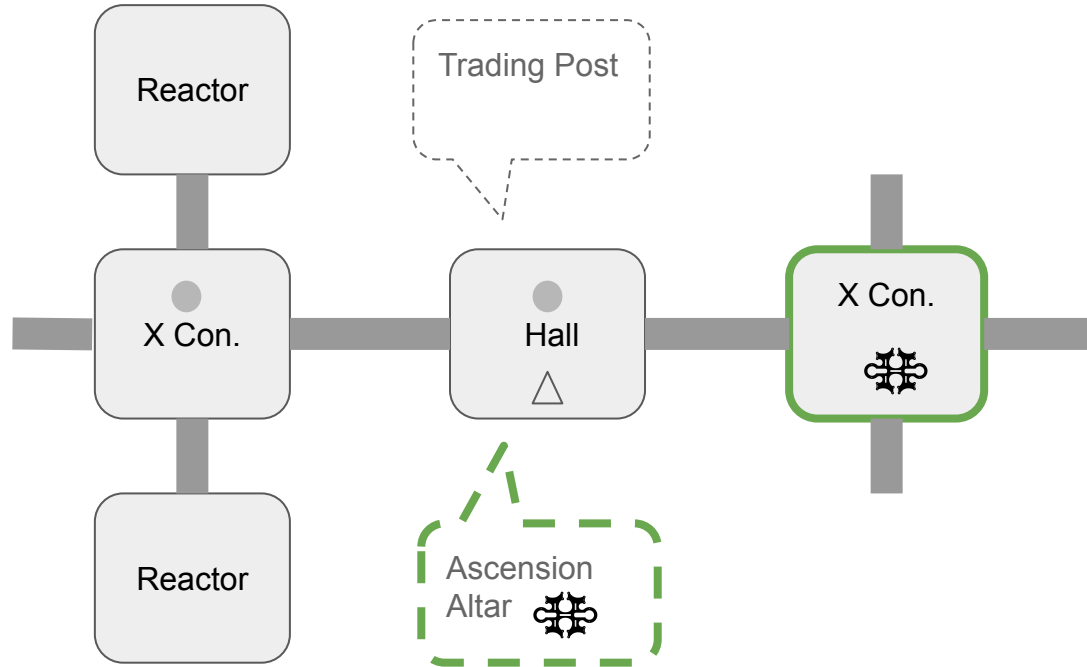 Reactor
Trading Post
X Con.
Hall
X Con.
Reactor
Ascension
Altar